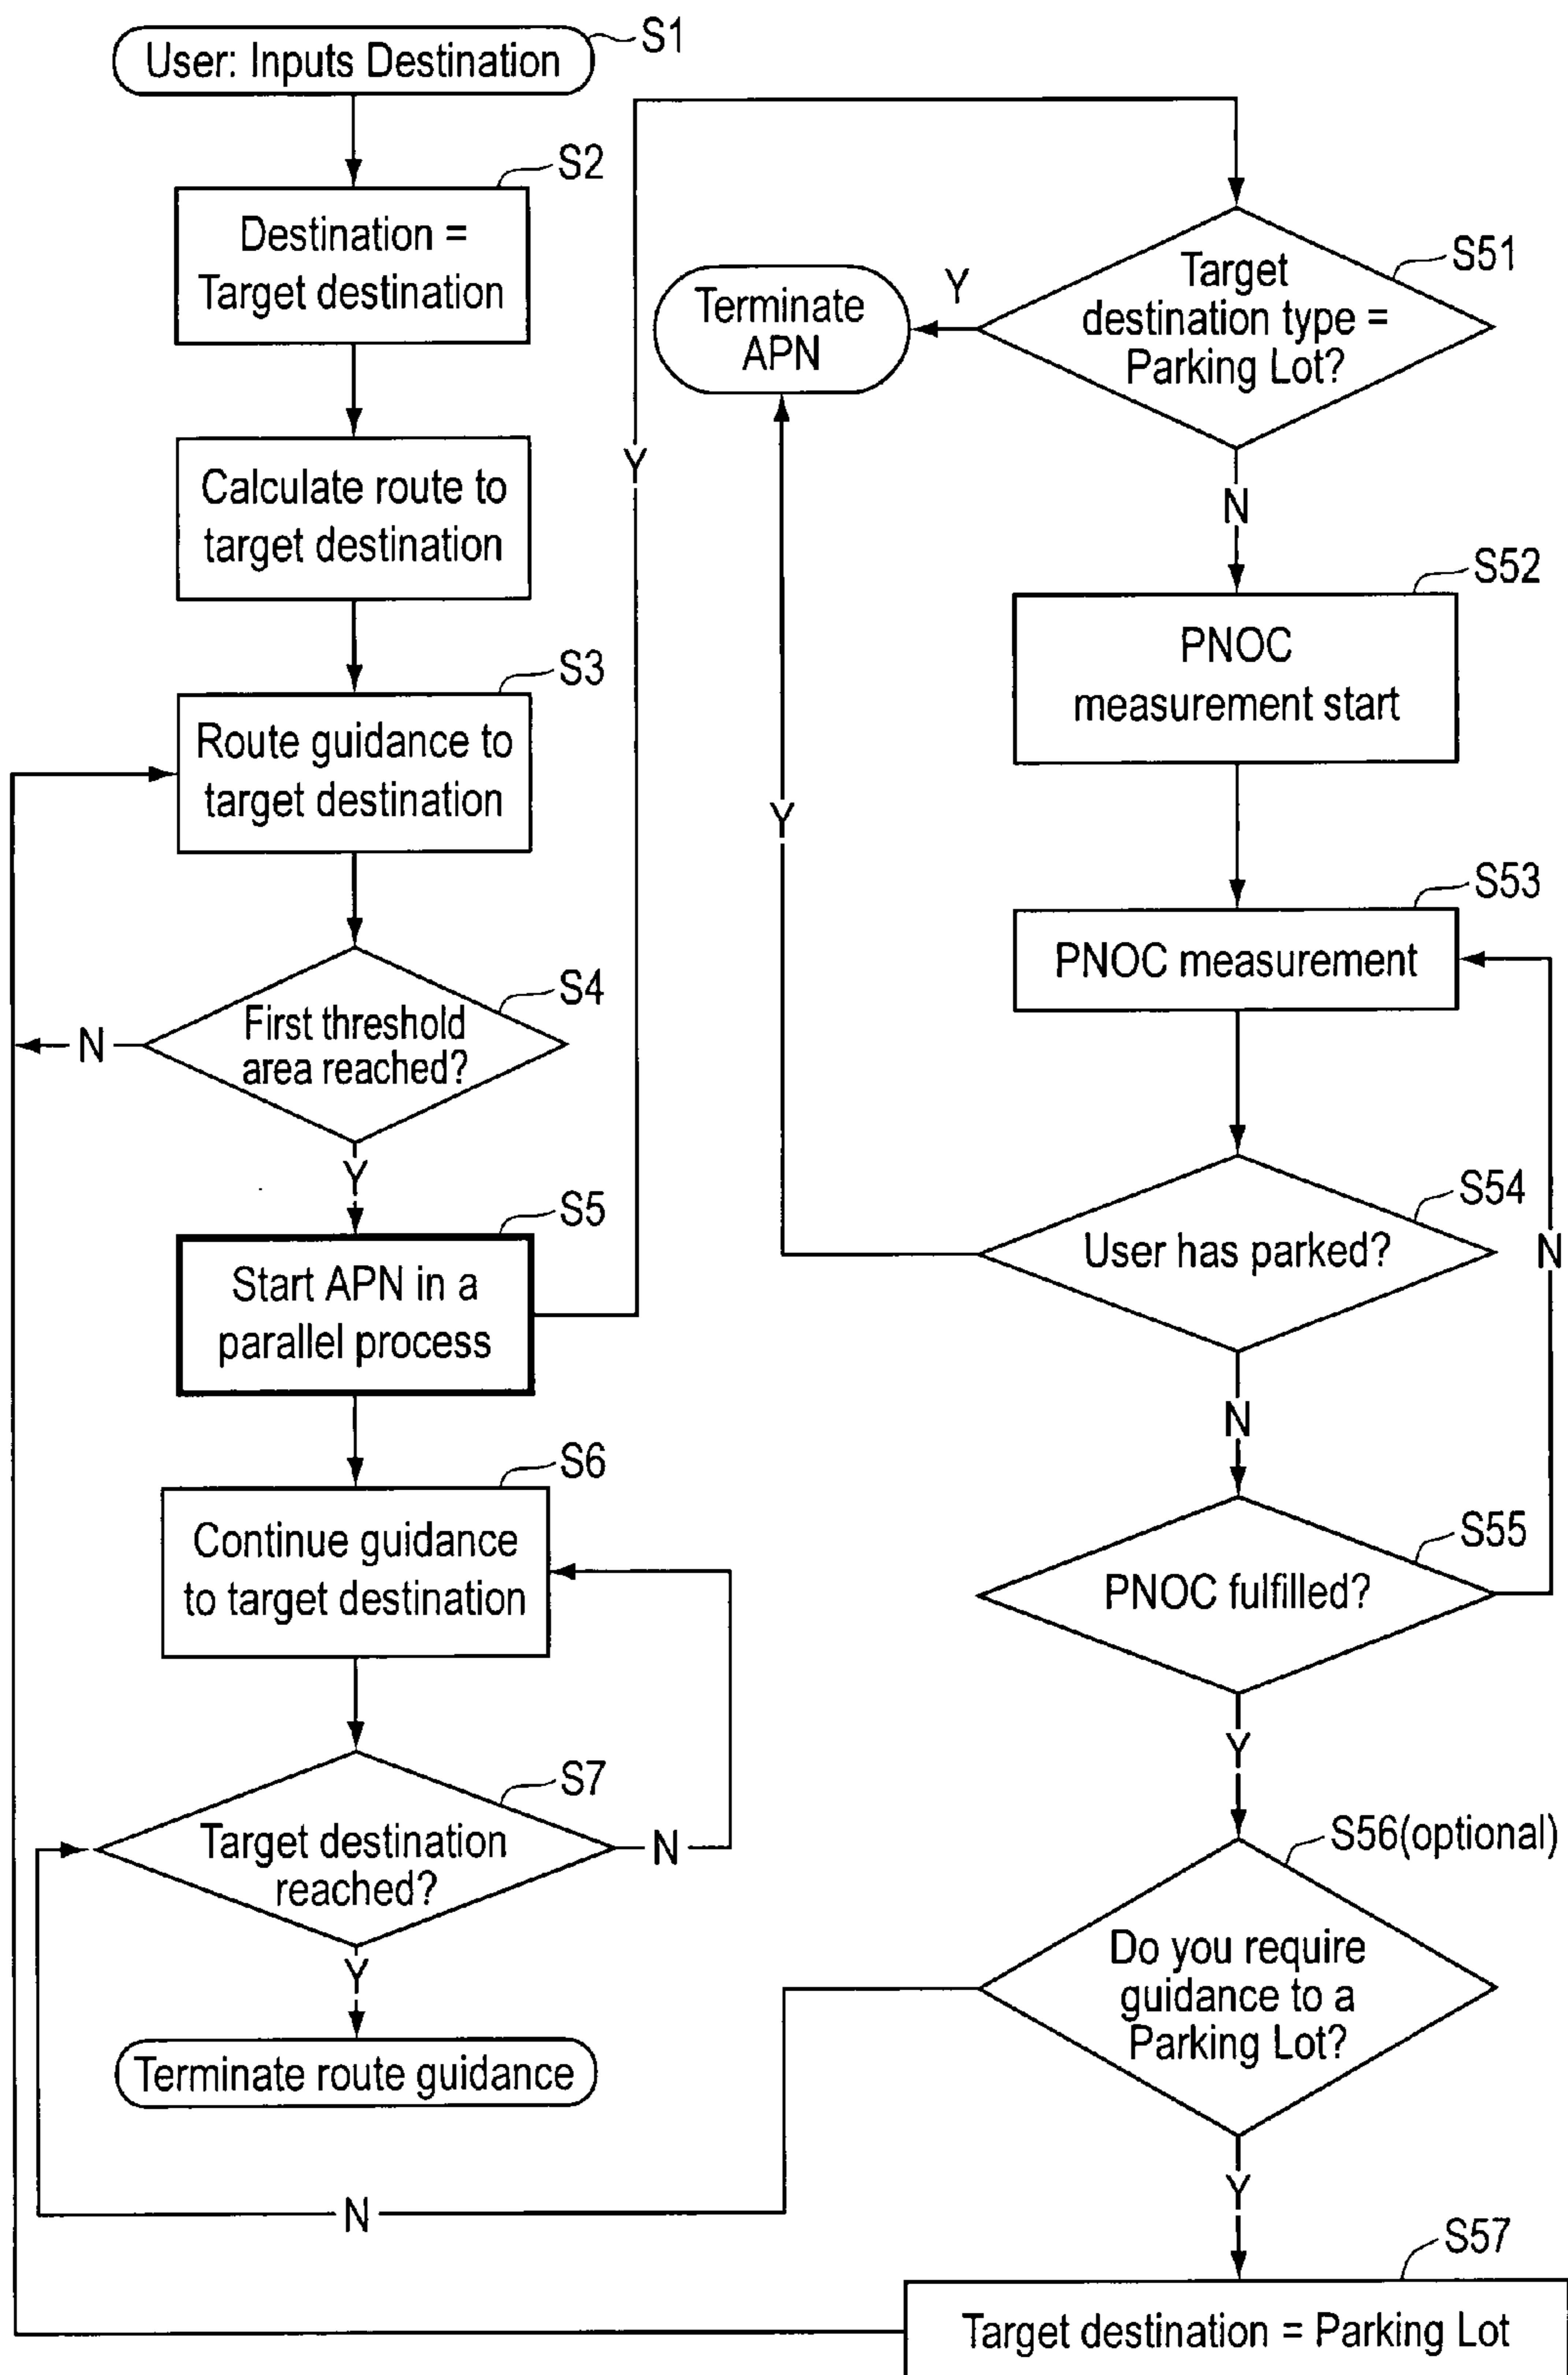 User: Inputs Destination
S1
S2
Destination =
Target destination
Calculate route to
target destination
S3
Route guidance to
target destination
S4
First threshold
area reached?
N
Y
S5
Start APN in a
parallel process
Y
S6
Continue guidance
to target destination
S7
Target destination
reached?
N
Y
Terminate route guidance
N
S51
Target
destination type =
Parking Lot?
Y
Terminate
APN
N
S52
PNOC
measurement start
S53
PNOC measurement
S54
User has parked?
Y
N
S55
PNOC fulfilled?
N
Y
S56(optional)
Do you require
guidance to a
Parking Lot?
Y
S57
Target destination = Parking Lot